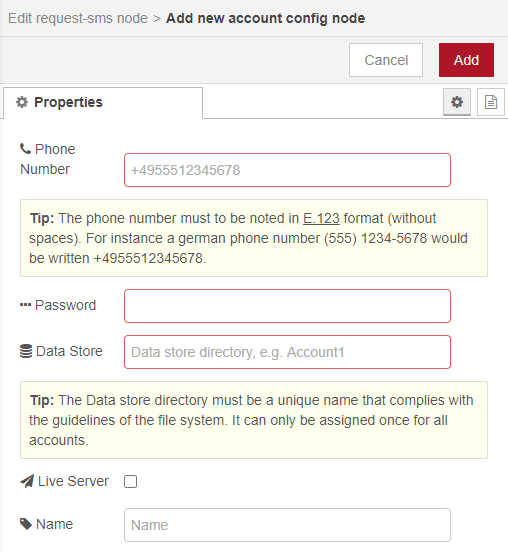 Edit request-sms node > Add new account config node
Cancel Add
Properties
Phone
Number
+4955512345678
Tip: The phone number must to be noted in E.123 format (without
spaces). For instance a german phone number (555) 1234-5678 would
be written +4955512345678.
Password
Data Store Data store directory, e.g. Account1
Tip: The Data store directory must be a unique name that complies with
the guidelines of the file system. It can only be assigned once for all
accounts.
Live Server
Name Name